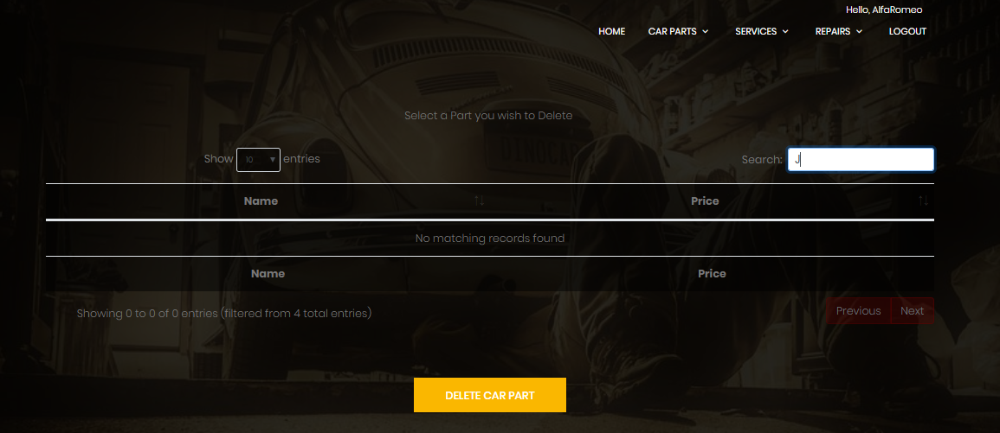 Hello, AlfaRomeo
HOME CAR PARTS SERVICES REPAIRS LOGOUT
Select a Part you wish to Delete
Show 10 entries Search: J
Name Price
No matching records found
Name Price
Showing 0 to 0 of 0 entries (filtered from 4 total entries)
Previous Next
DELETE CAR PART